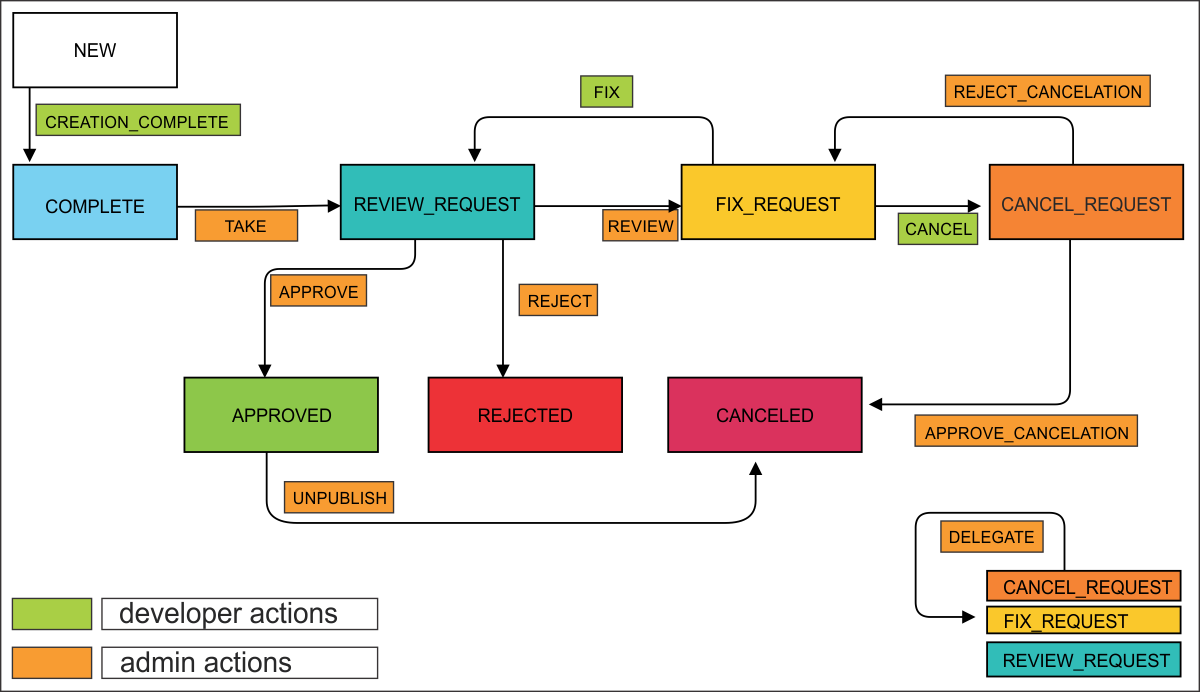 NEW
FIX
REJECT_CANCELATION
CREATION_COMPLETE
COMPLETE
REVIEW_REQUEST
FIX_REQUEST
CANCEL_REQUEST
TAKE
REVIEW
CANCEL
APPROVE
REJECT
APPROVED
REJECTED
CANCELED
APPROVE_CANCELATION
UNPUBLISH
DELEGATE
CANCEL_REQUEST
FIX_REQUEST
REVIEW_REQUEST
developer actions
admin actions